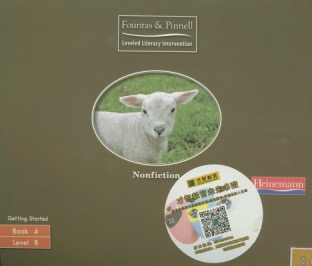 Fountas & Pinnell
Leveled Literacy Intervention
Nonfiction
Heinemann
Getting Started
Book 4
Level B